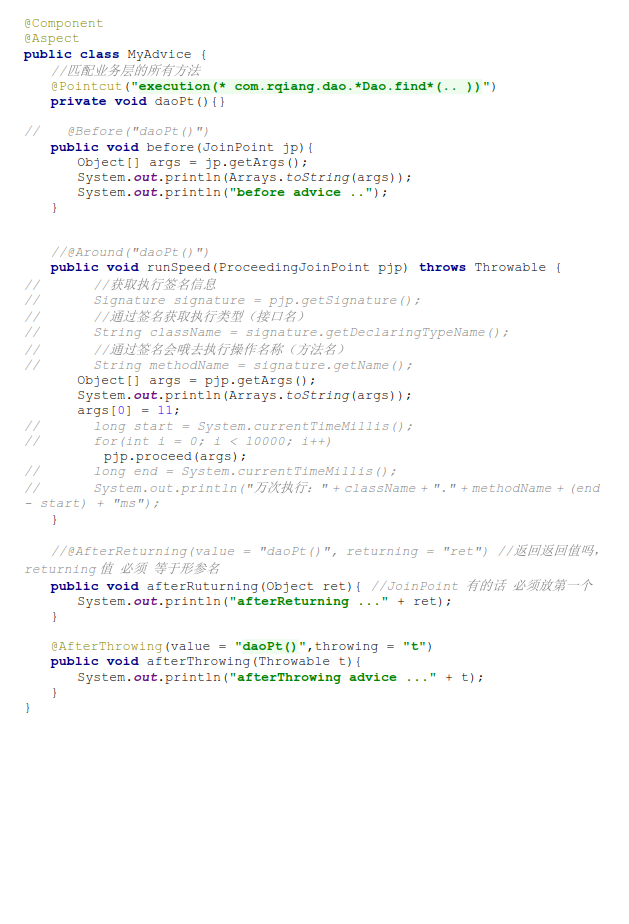 @Component
@Aspect
public class MyAdvice {
//匹配业务层的所有方法
@Pointcut("execution(* com.rqiang.dao.*Dao.find*(.. ))")
private void daoPt(){}
//   @Before("daoPt()")
public void before(JoinPoint jp){
Object[] args = jp.getArgs();
System.out.println(Arrays.toString(args));
System.out.println("before advice ..");
}
//@Around("daoPt()")
public void runSpeed(ProceedingJoinPoint pjp) throws Throwable {
//      //获取执行签名信息
//      Signature signature = pjp.getSignature();
//      //通过签名获取执行类型（接口名）
//      String className = signature.getDeclaringTypeName();
//      //通过签名会哦去执行操作名称（方法名）
//      String methodName = signature.getName();
Object[] args = pjp.getArgs();
System.out.println(Arrays.toString(args));
args[0] = 11;
//      long start = System.currentTimeMillis();
//      for(int i = 0; i < 10000; i++)
pjp.proceed(args);
//      long end = System.currentTimeMillis();
//      System.out.println("万次执行："+className+"."+methodName+(end
- start) + "ms");
}
//@AfterReturning(value = "daoPt()", returning = "ret") //返回返回值吗，
returning值 必须 等于形参名
public void afterRuturning(Object ret){ //JoinPoint 有的话 必须放第一个
System.out.println("afterReturning ..." + ret);
}
@AfterThrowing(value = "daoPt()",throwing = "t")
public void afterThrowing(Throwable t){
System.out.println("afterThrowing advice ..." + t);
}
}